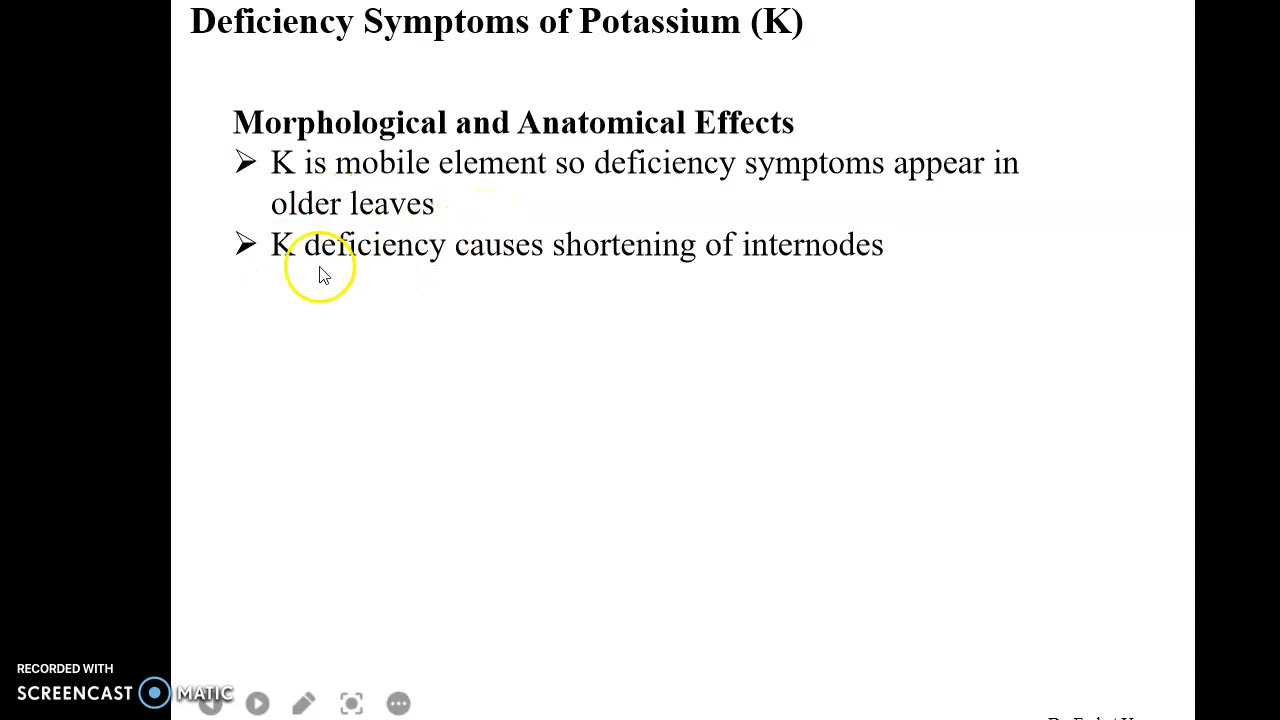 Deficiency Symptoms of Potassium (K)
Morphological and Anatomical Effects
➢ K is mobile element so deficiency symptoms appear in
older leaves
➢ K deficiency causes shortening of internodes
RECORDED WITH
SCREENCAST MATIC